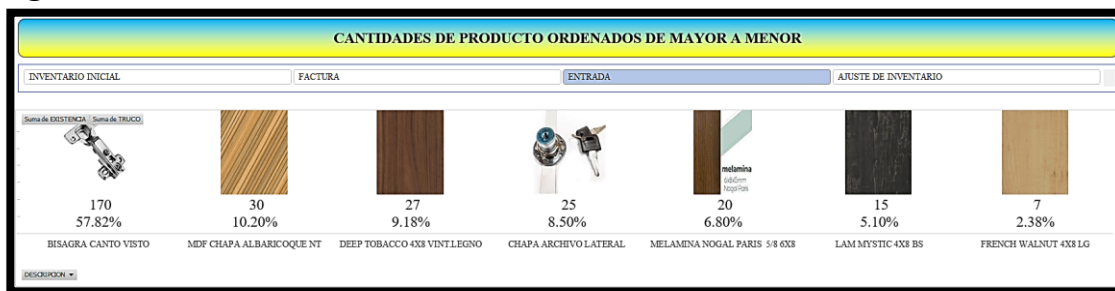 CANTIDADES DE PRODUCTO ORDENADOS DE MAYOR A MENOR
INVENTARIO INICIAL FACTURA ENTRADA AJUSTE DE INVENTARIO
Suma de EXISTENCIA Suma de TRUCO
melamina
6x8x15mm
Nogal Paris
170 30 27 25 20 15 7
57.82% 10.20% 9.18% 8.50% 6.80% 5.10% 2.38%
BISAGRA CANTO VISTO MDF CHAPA ALBARICOQUE NT DEEP TOBACCO 4X8 VINT.LEGNO CHAPA ARCHIVO LATERAL MELAMINA NOGAL PARIS 5/8 6X8 LAM MYSTIC 4X8 BS FRENCH WALNUT 4X8 LG
DESCRIPCION